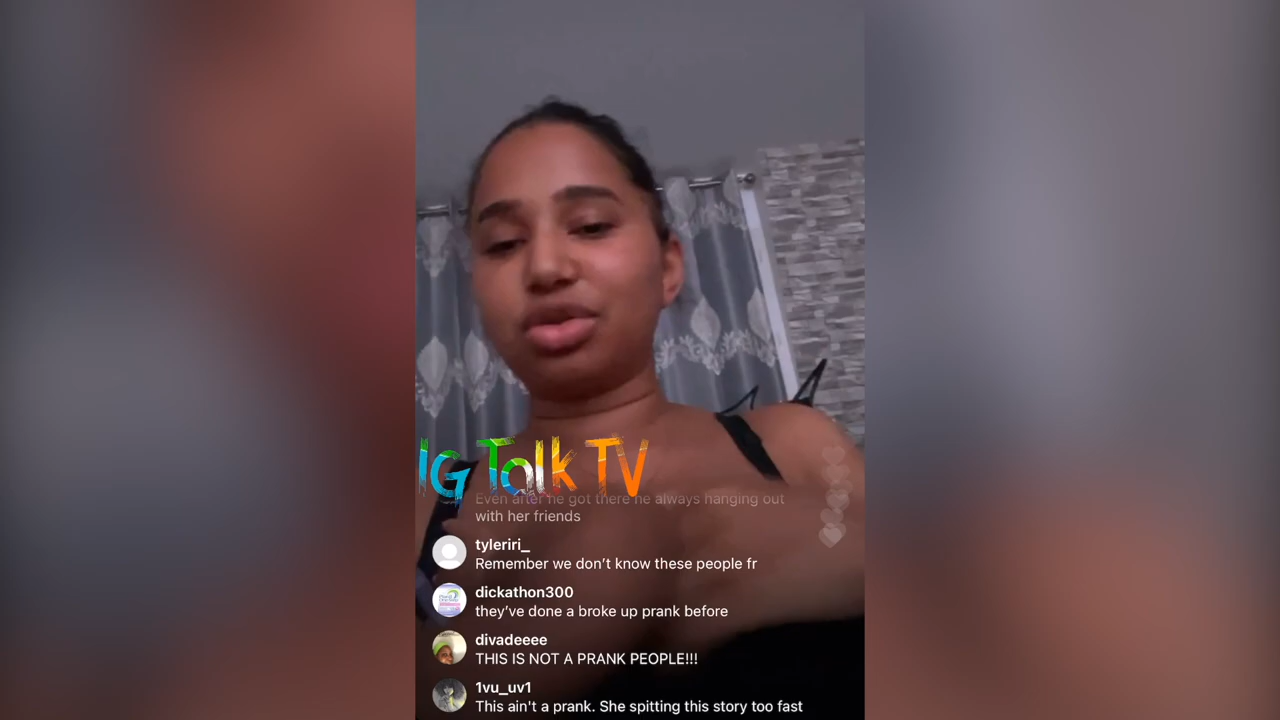 IG Talk TV
Even after he got there he always hanging out
with her friends
tyleriri_
Remember we don’t know these people fr
dickathon300
they’ve done a broke up prank before
divadeeee
THIS IS NOT A PRANK PEOPLE!!!
1vu_uv1
This ain't a prank. She spitting this story too fast